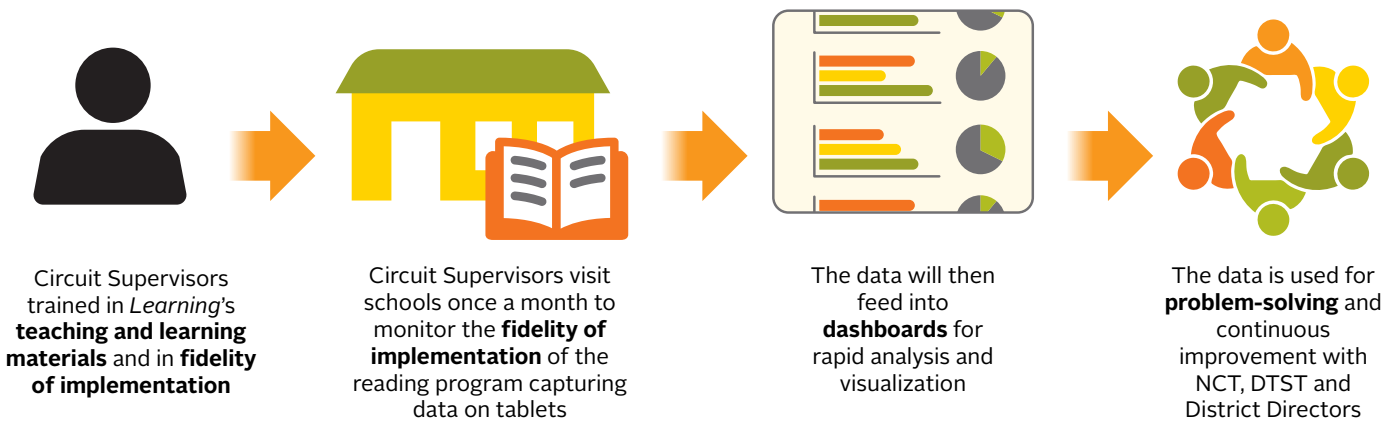 Circuit Supervisors
trained in Learning's
teaching and learning
materials and in fidelity
of implementation
Circuit Supervisors visit
schools once a month to
monitor the fidelity of
implementation of the
reading program capturing
data on tablets
The data will then
feed into
dashboards for
rapid analysis and
visualization
The data is used for
problem-solving and
continuous
improvement with
NCT, DTST and
District Directors